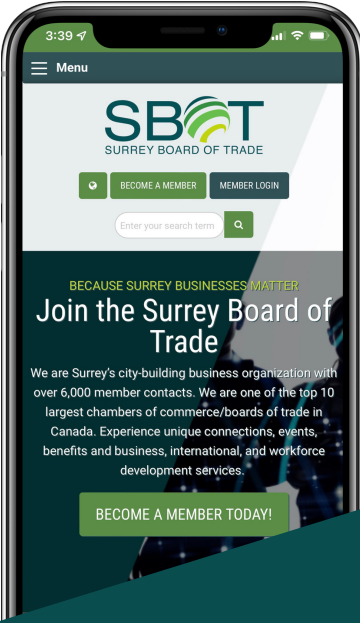 3:39
Menu
SBOT
SURREY BOARD OF TRADE
BECOME A MEMBER
MEMBER LOGIN
Enter your search term
BECAUSE SURREY BUSINESSES MATTER
Join the Surrey Board of
Trade
We are Surrey's city-building business organization with
over 6,000 member contacts. We are one of the top 10
largest chambers of commerce/boards of trade in
Canada. Experience unique connections, events,
benefits and business, international, and workforce
development services.
BECOME A MEMBER TODAY!